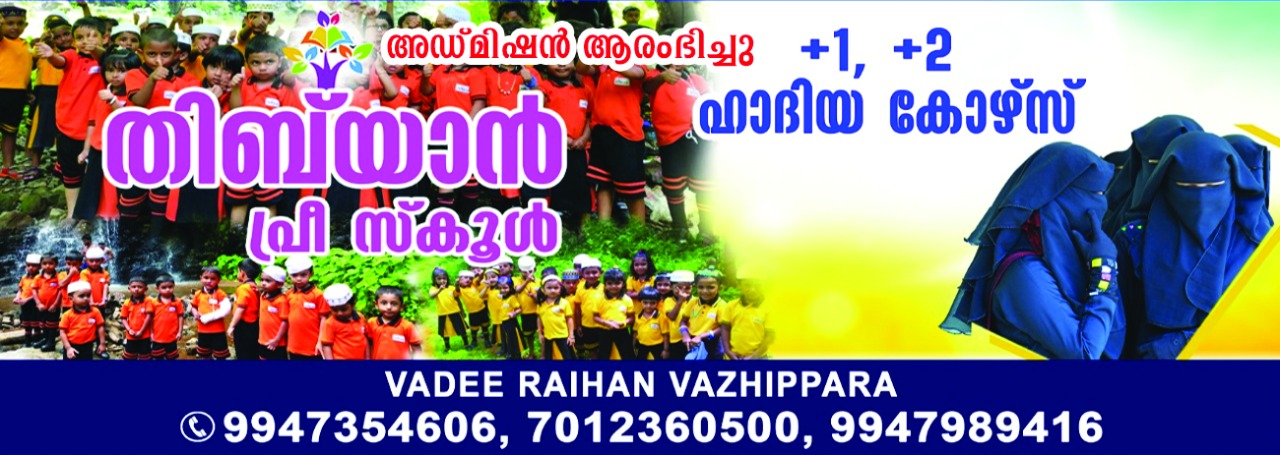 അഡ്മിഷൻ ആരംഭിച്ചു
തിബ്‌യാൻ
പ്രീ സ്കൂൾ
+1, +2
ഹാദിയ കോഴ്സ്
VADEE RAIHAN VAZHIPPARA
9947354606, 7012360500, 9947989416